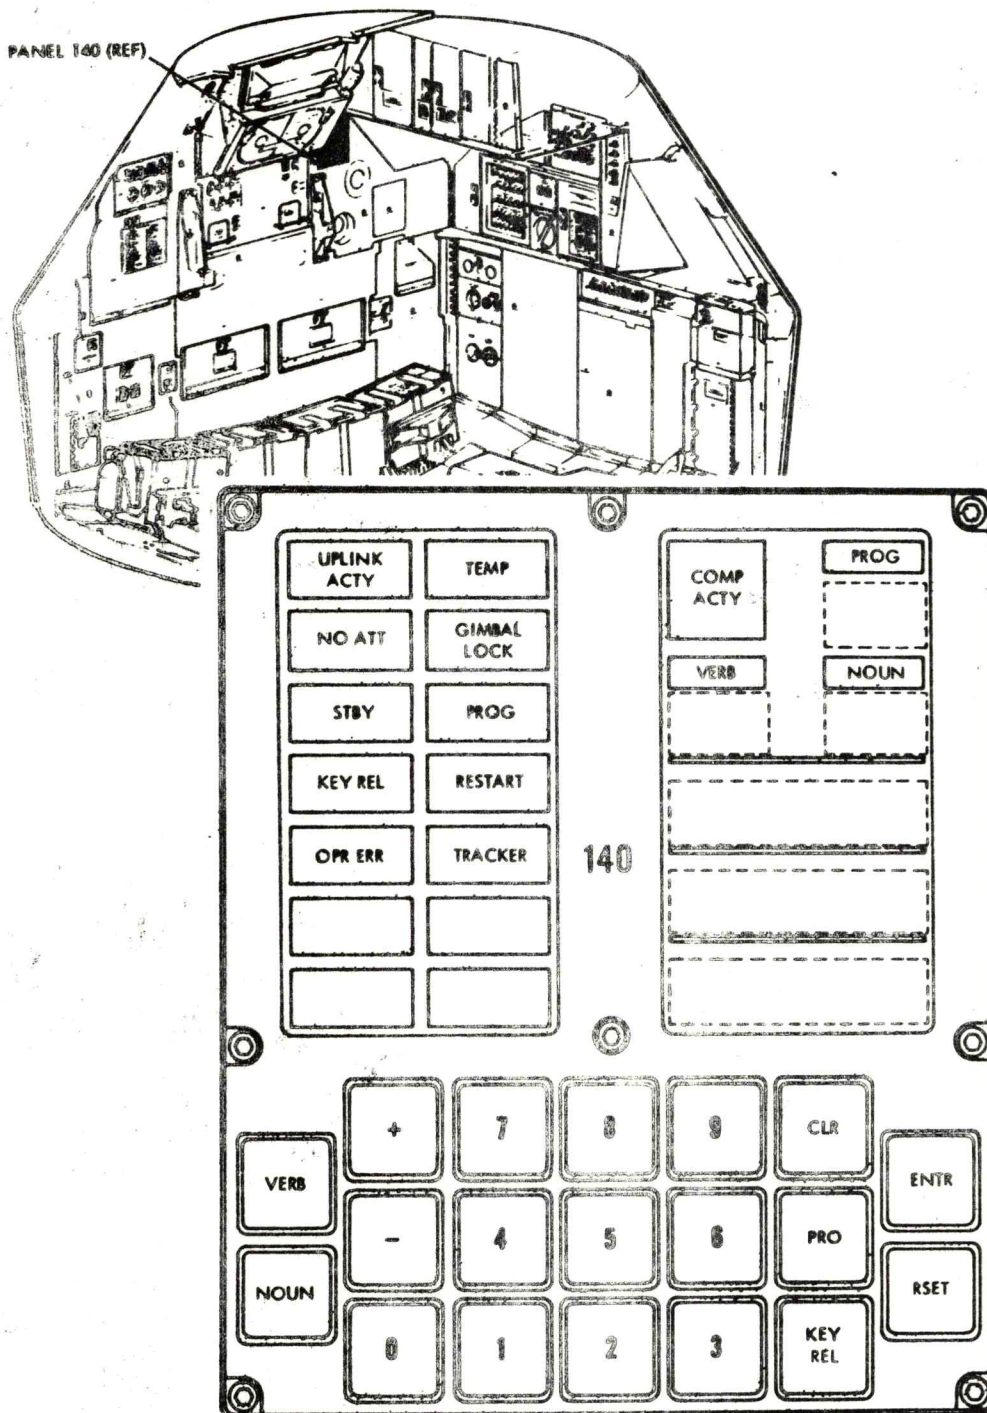 PANEL 140 (REF)
UPLINK
ACTY
TEMP
NO ATT
GIMBAL
LOCK
STBY
PROG
KEY REL
RESTART
OPR ERR
TRACKER
140
COMP
ACTY
PROG
VERB
NOUN
+
7
8
9
CLR
VERB
ENTR
-
4
5
6
PRO
NOUN
RSET
0
1
2
3
KEY
REL